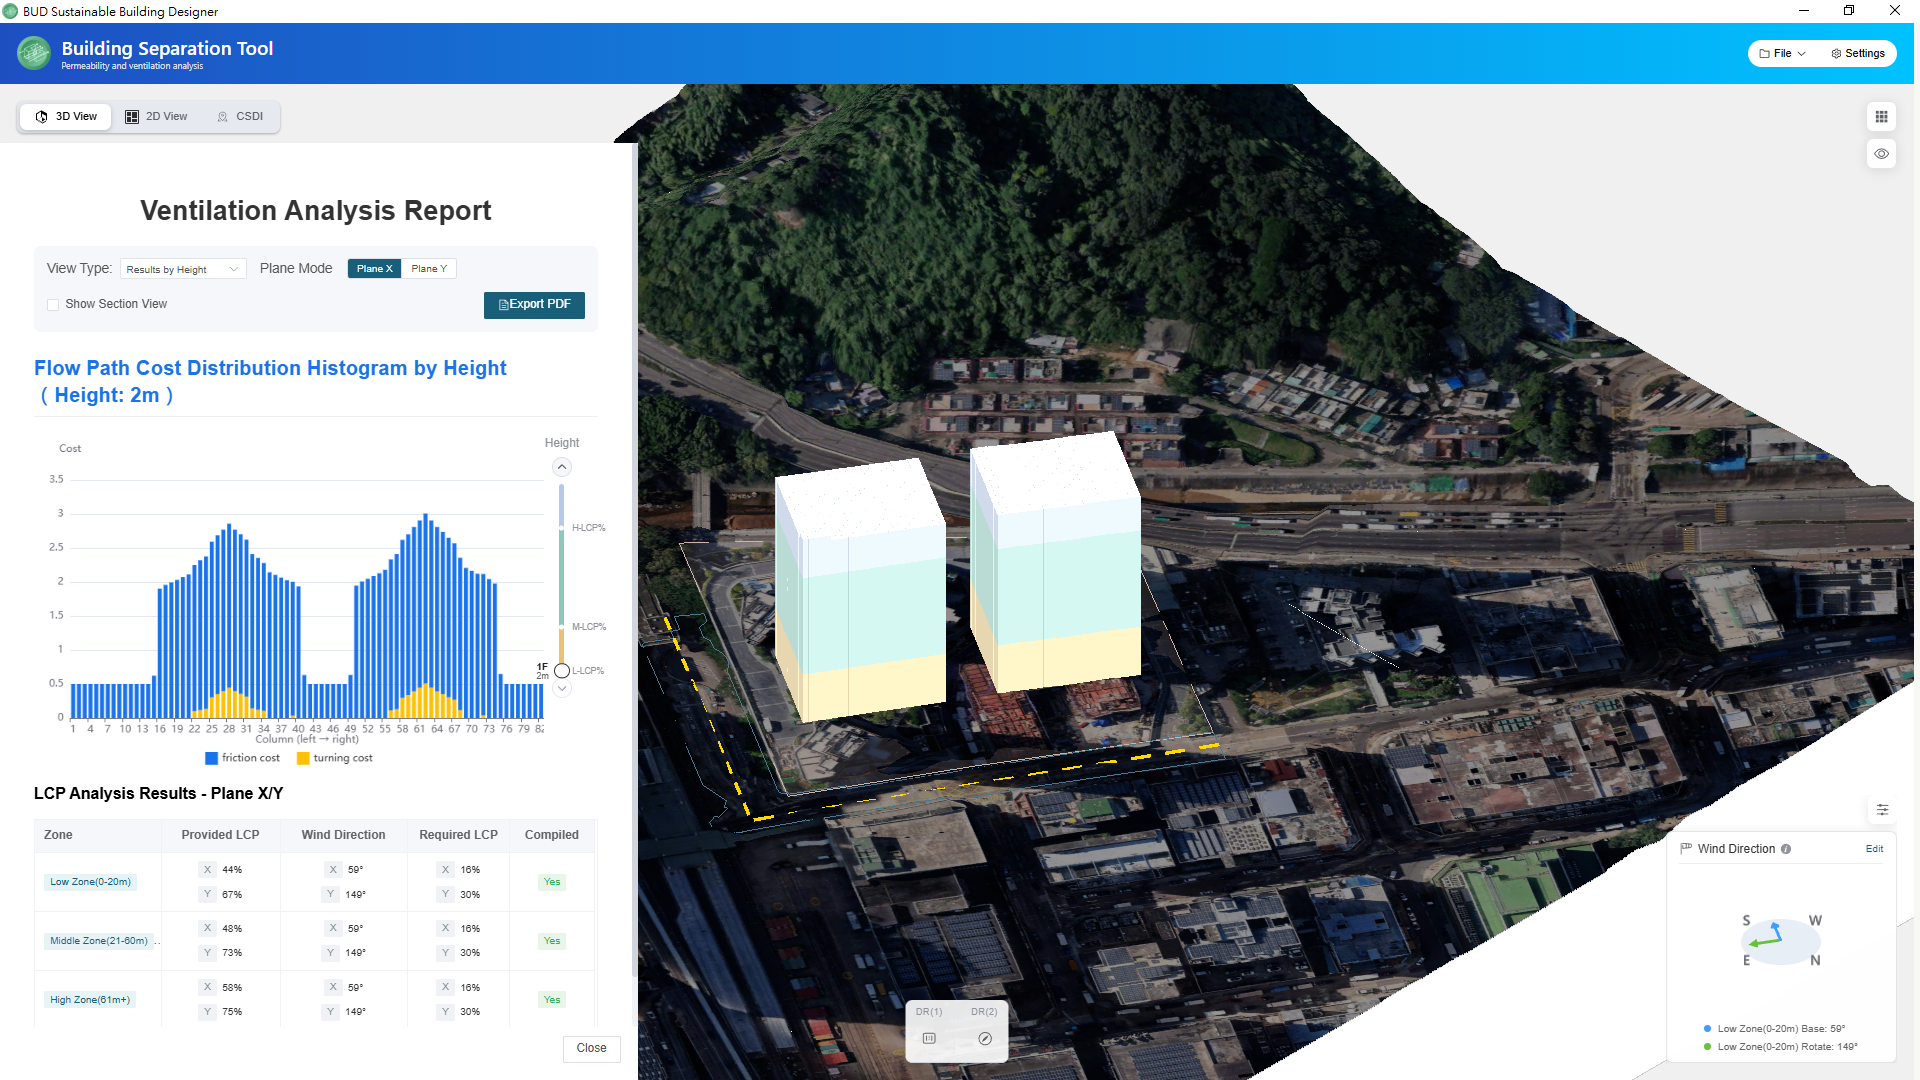 BUD Sustainable Building Designer
Building Separation Tool
Permeability and ventilation analysis
File
Settings
3D View
2D View
CSDI
Ventilation Analysis Report
View Type:
Results by Height
Plane Mode
Plane X
Plane Y
Show Section View
Export PDF
Flow Path Cost Distribution Histogram by Height
( Height: 2m )
Cost
Height
3.5
3
2.5
2
1.5
1
0.5
0
H-LCP%
M-LCP%
1F
2m
L-LCP%
1 4 7 10 13 16 19 22 25 28 31 34 37 40 43 46 49 52 55 58 61 64 67 70 73 76 79 82
Column (left → right)
friction cost
turning cost
LCP Analysis Results - Plane X/Y
Zone Provided LCP Wind Direction Required LCP Compiled
Low Zone(0-20m) X 44% X 59° X 16% Yes
Y 67% Y 149° Y 30%
Middle Zone(21-60m) .. X 48% X 59° X 16% Yes
Y 73% Y 149° Y 30%
High Zone(61m+) X 58% X 59° X 16% Yes
Y 75% Y 149° Y 30%
Close
DR(1) DR(2)
Wind Direction
Edit
S W
E N
Low Zone(0-20m) Base: 59°
Low Zone(0-20m) Rotate: 149°